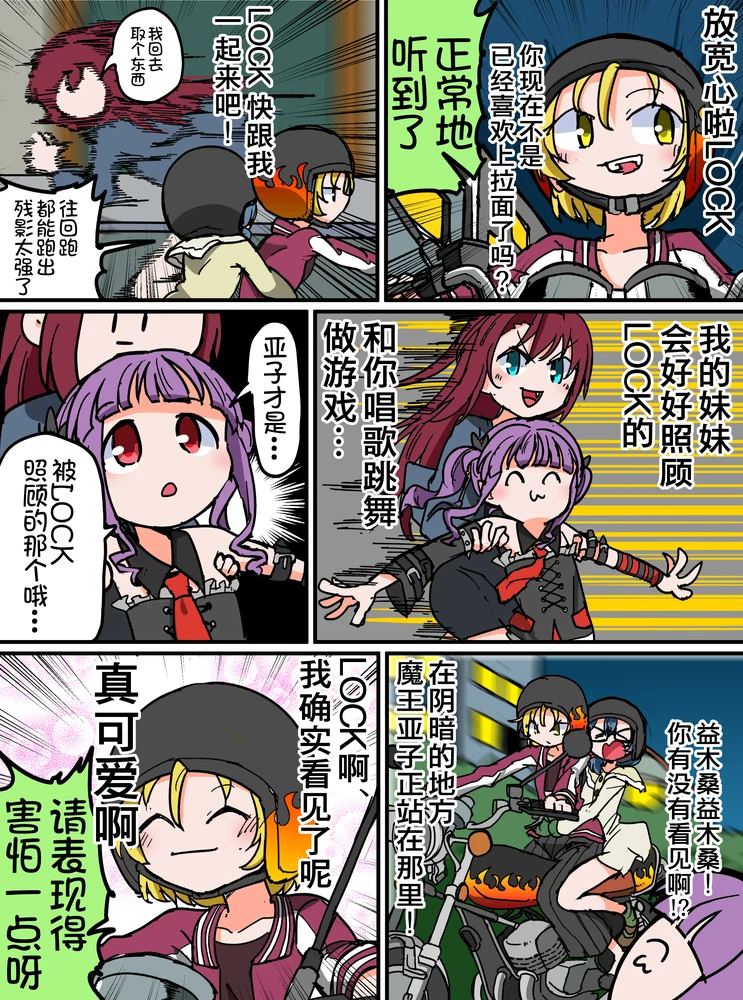 放宽心啦LOCK
你现在不是
已经喜欢上拉面了吗？
正常地
听到了
LOCK 快跟我
一起来吧！
我回去
取个东西
往回跑
都能跑出
残影太强了
我的妹妹
会好好照顾
LOCK的
和你唱歌跳舞
做游戏…
亚子才是…
被LOCK
照顾的那个哦…
益木桑益木桑！
你有没有看见啊!?
在阴暗的地方
魔王亚子正站在那里！
LOCK啊、
我确实看见了呢
真可爱啊
请表现得
害怕一点呀